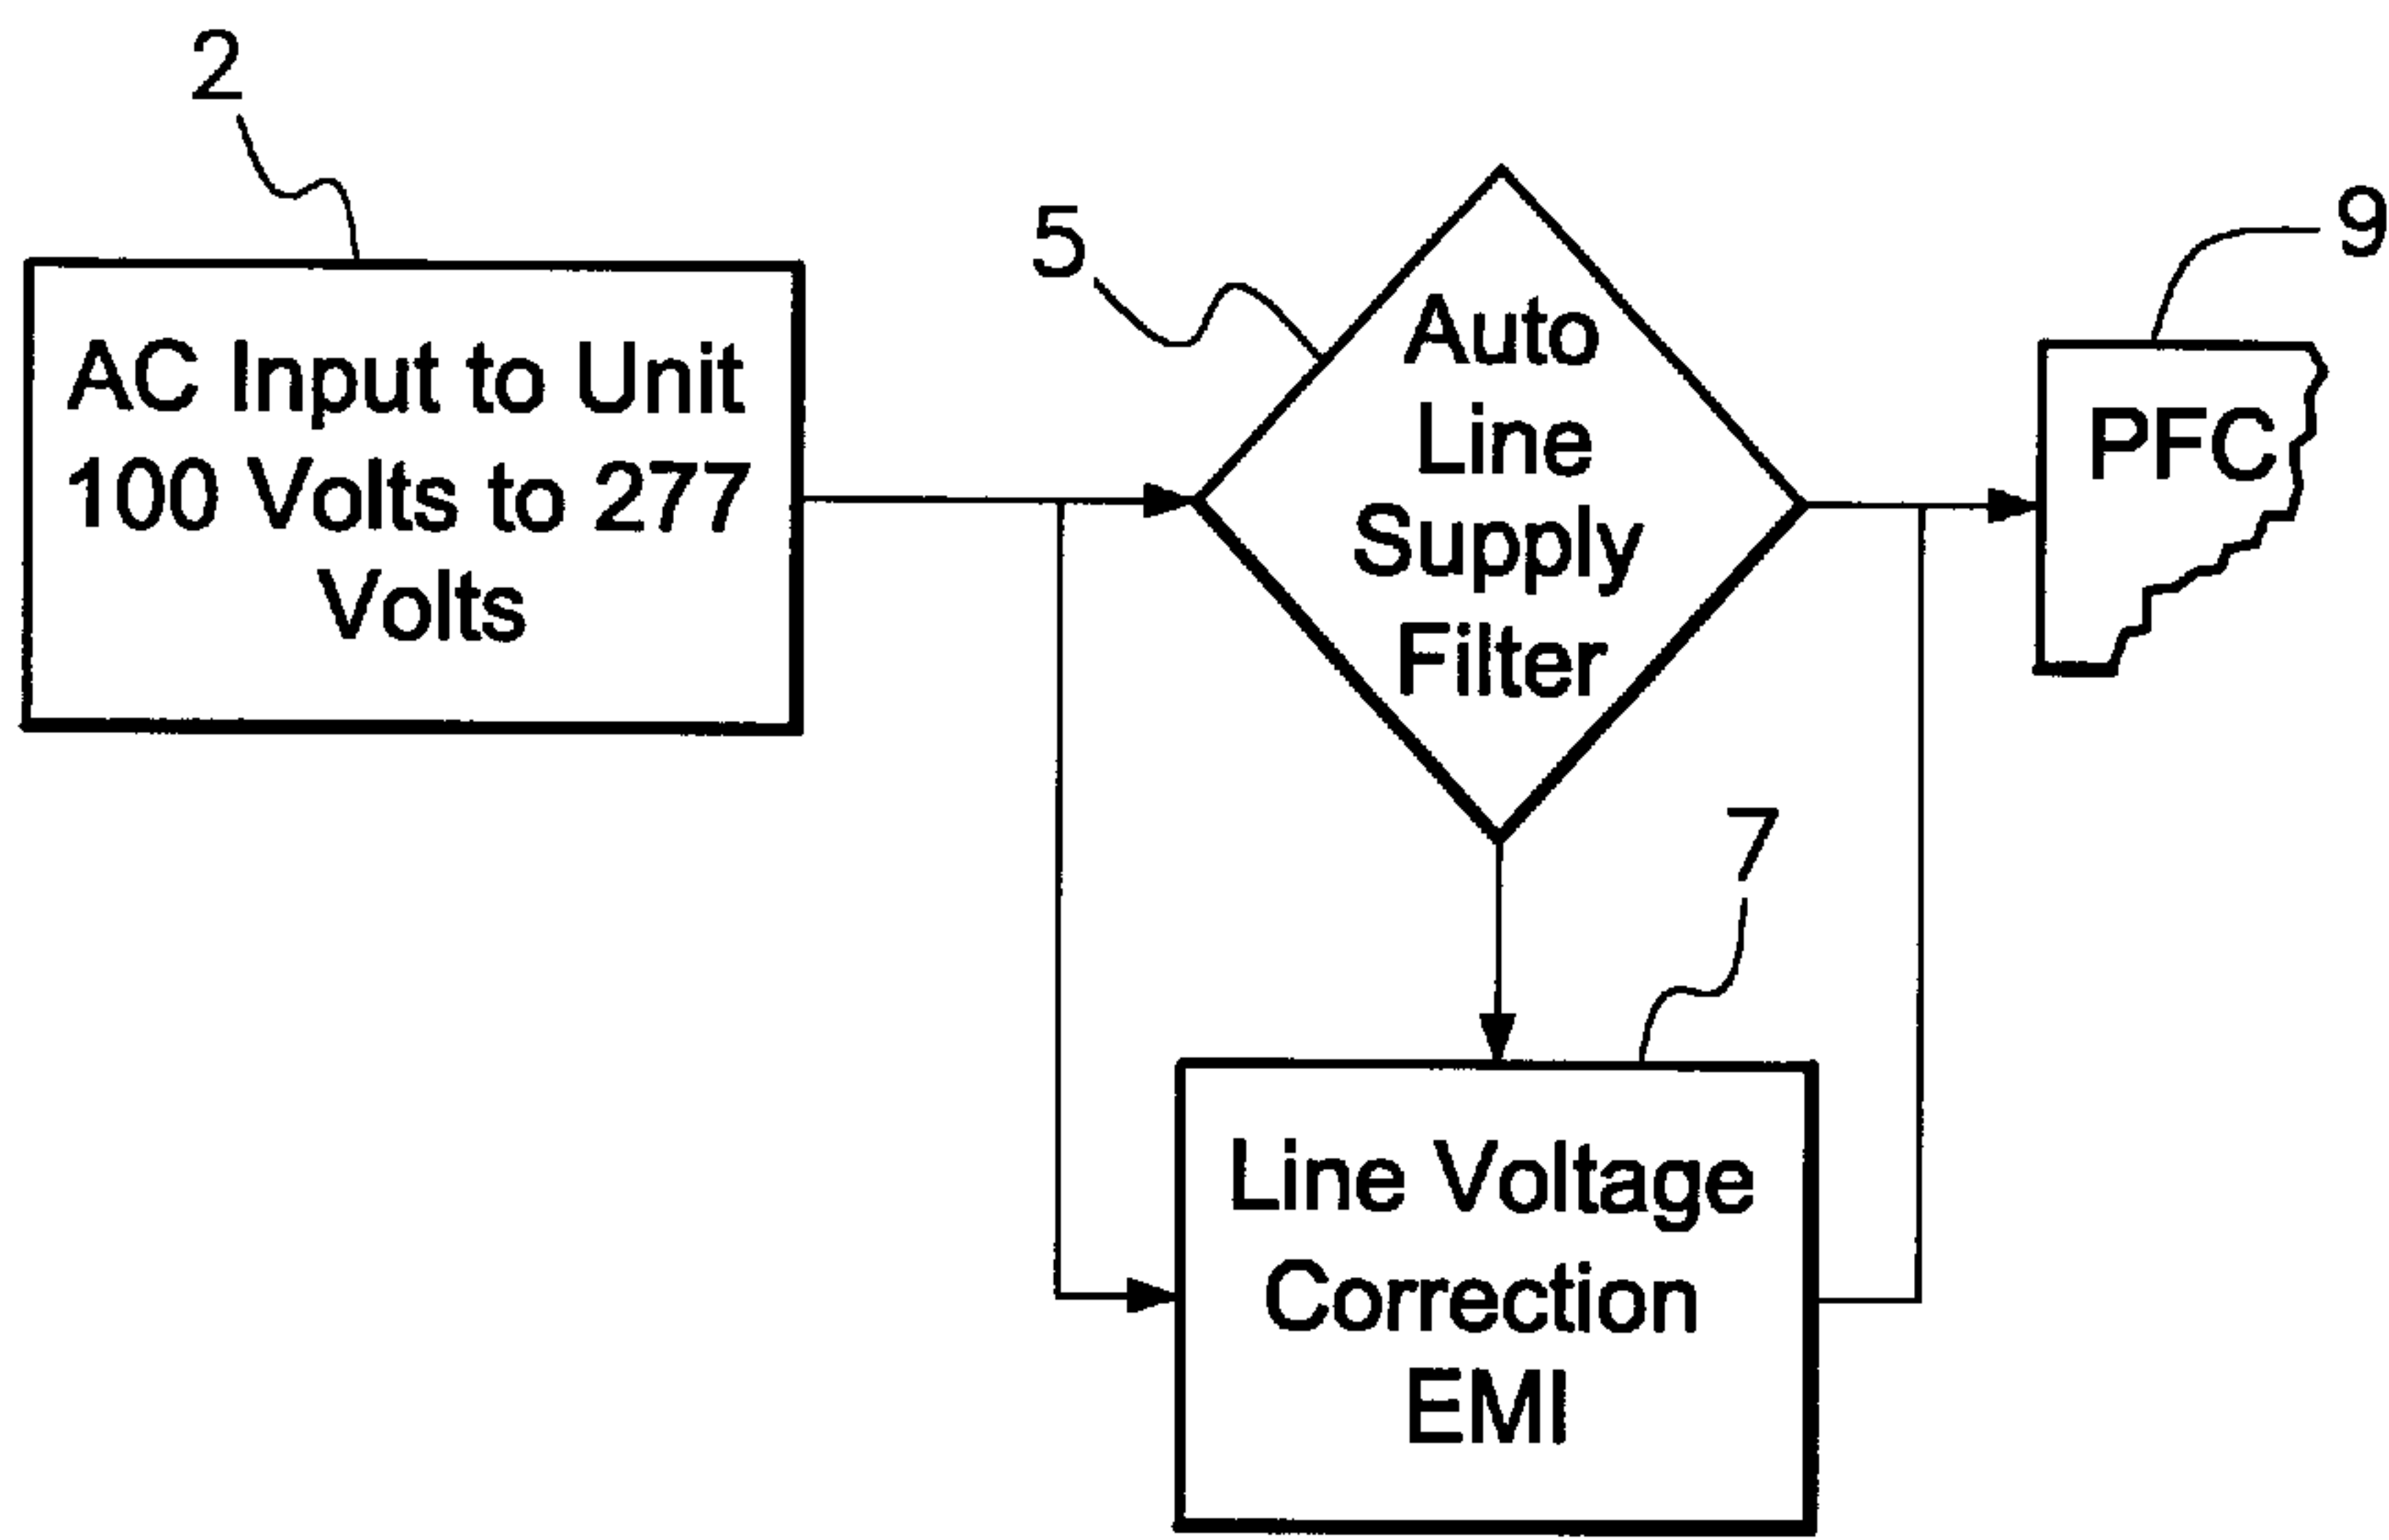 2
AC Input to Unit
100 Volts to 277
Volts
5
Auto
Line
Supply
Filter
9
PFC
7
Line Voltage
Correction
EMI